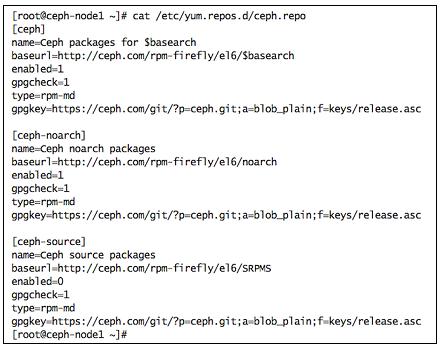 [root@ceph-node1 ~]# cat /etc/yum.repos.d/ceph.repo
[ceph]
name=Ceph packages for $basearch
baseurl=http://ceph.com/rpm-firefly/el6/$basearch
enabled=1
gpgcheck=1
type=rpm-md
gpgkey=https://ceph.com/git/?p=ceph.git;a=blob_plain;f=keys/release.asc
[ceph-noarch]
name=Ceph noarch packages
baseurl=http://ceph.com/rpm-firefly/el6/noarch
enabled=1
gpgcheck=1
type=rpm-md
gpgkey=https://ceph.com/git/?p=ceph.git;a=blob_plain;f=keys/release.asc
[ceph-source]
name=Ceph source packages
baseurl=http://ceph.com/rpm-firefly/el6/SRPMS
enabled=0
gpgcheck=1
type=rpm-md
gpgkey=https://ceph.com/git/?p=ceph.git;a=blob_plain;f=keys/release.asc
[root@ceph-node1 ~]#